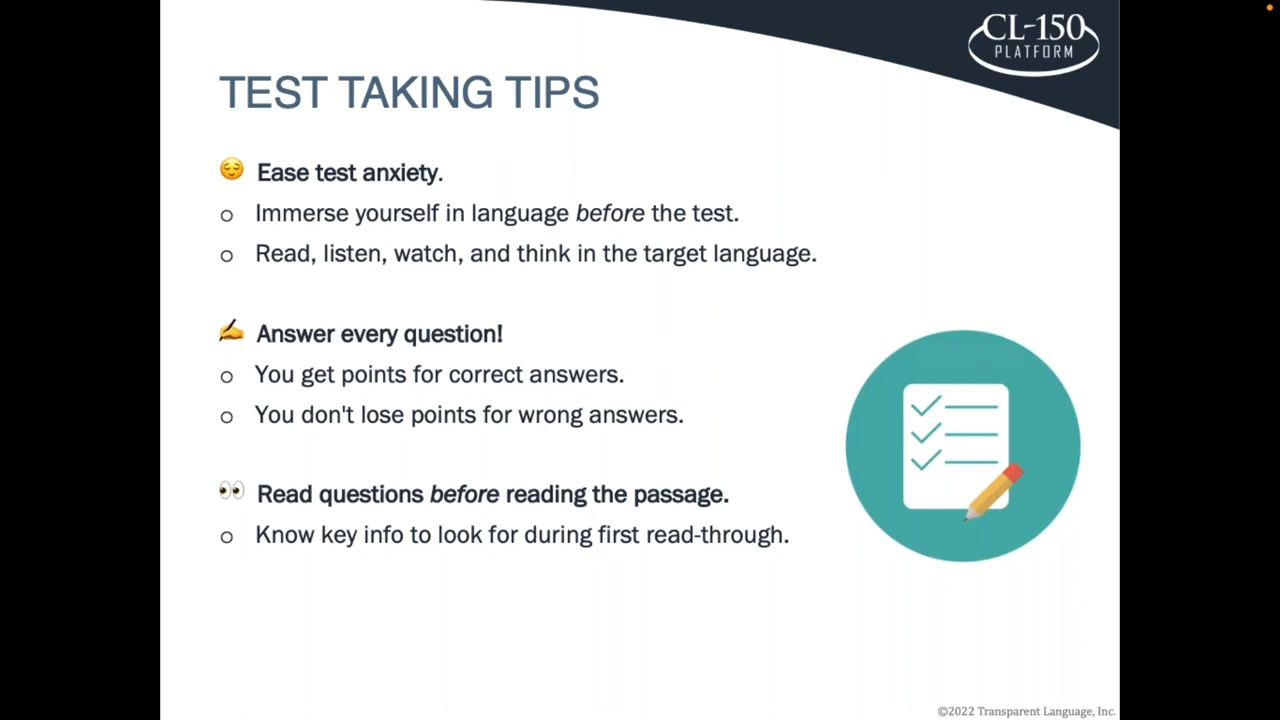 CL-150
PLATFORM
TEST TAKING TIPS
😌 Ease test anxiety.
o Immerse yourself in language before the test.
o Read, listen, watch, and think in the target language.
✍️ Answer every question!
o You get points for correct answers.
o You don't lose points for wrong answers.
👀 Read questions before reading the passage.
o Know key info to look for during first read-through.
©2022 Transparent Language, Inc.